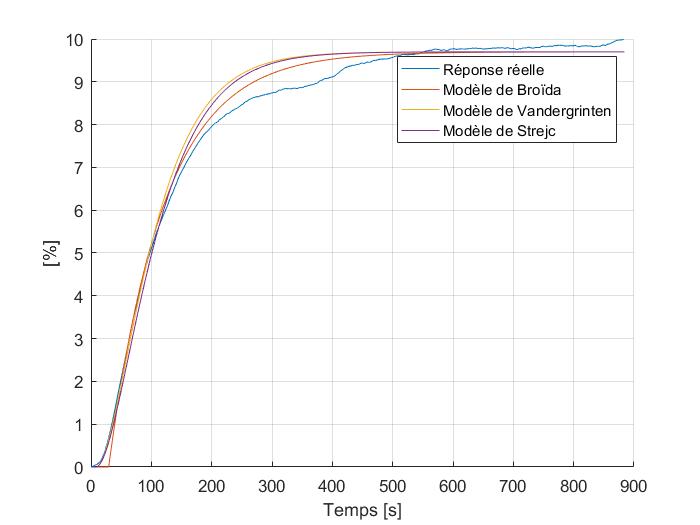 10
9
8
7
6
5
4
3
2
1
0
[%]
Réponse réelle
Modèle de Broïda
Modèle de Vandergrinten
Modèle de Strejc
0 100 200 300 400 500 600 700 800 900
Temps [s]